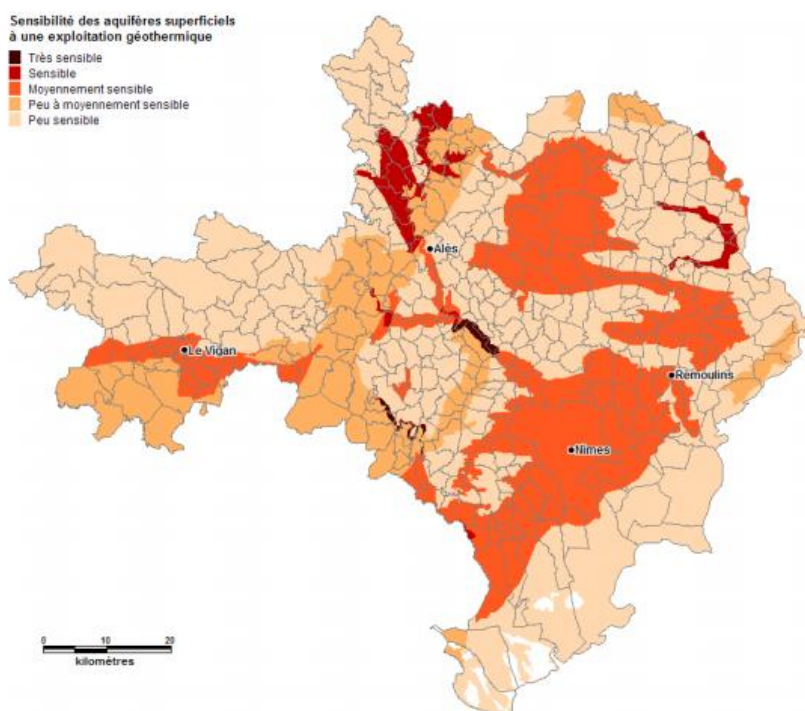 Sensibilité des aquifères superficiels
à une exploitation géothermique
Très sensible
Sensible
Moyennement sensible
Peu à moyennement sensible
Peu sensible
Alès
Le Vigan
Remoulins
Nîmes
0 10 20
kilomètres